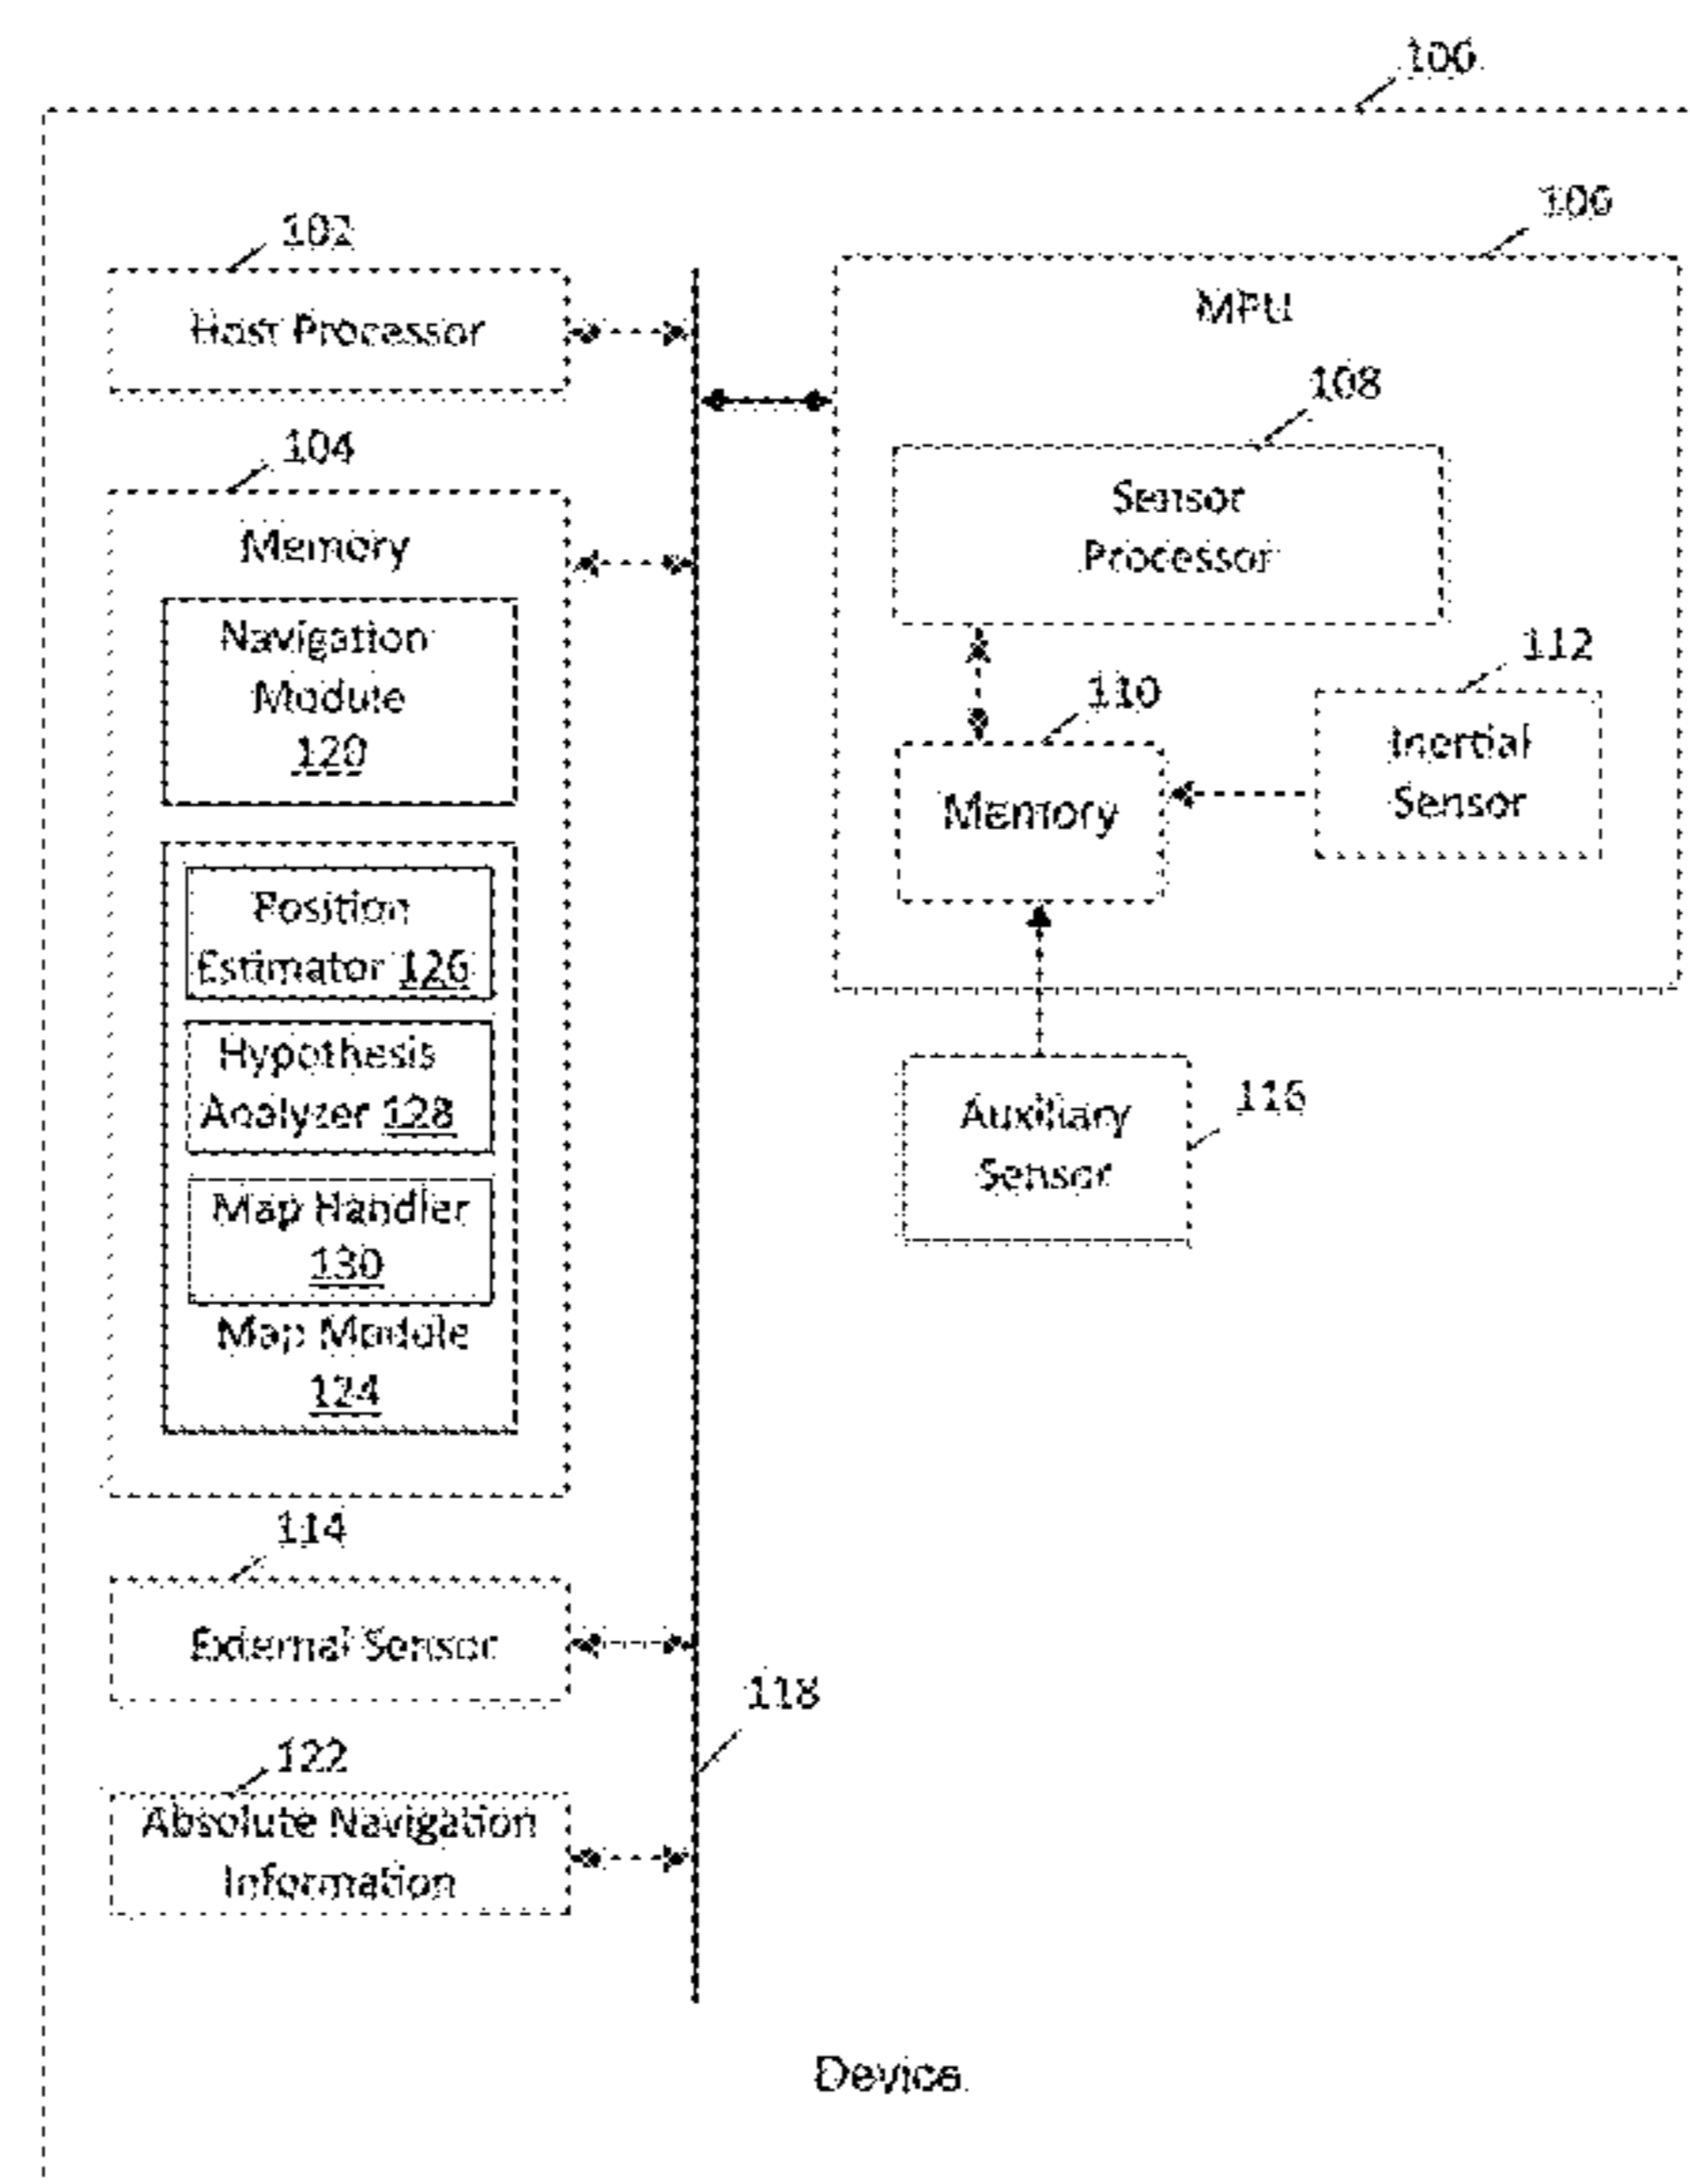 100
102
106
Host Processor
MPU
108
104
Sensor
Processor
Memory
Navigation
Module
120
112
110
Inertial
Sensor
Memory
Position
Estimator 126
Hypothesis
Analyzer 128
116
Auxiliary
Sensor
Map Handler
130
Map Module
124
114
External Sensor
118
122
Absolute Navigation
Information
Device